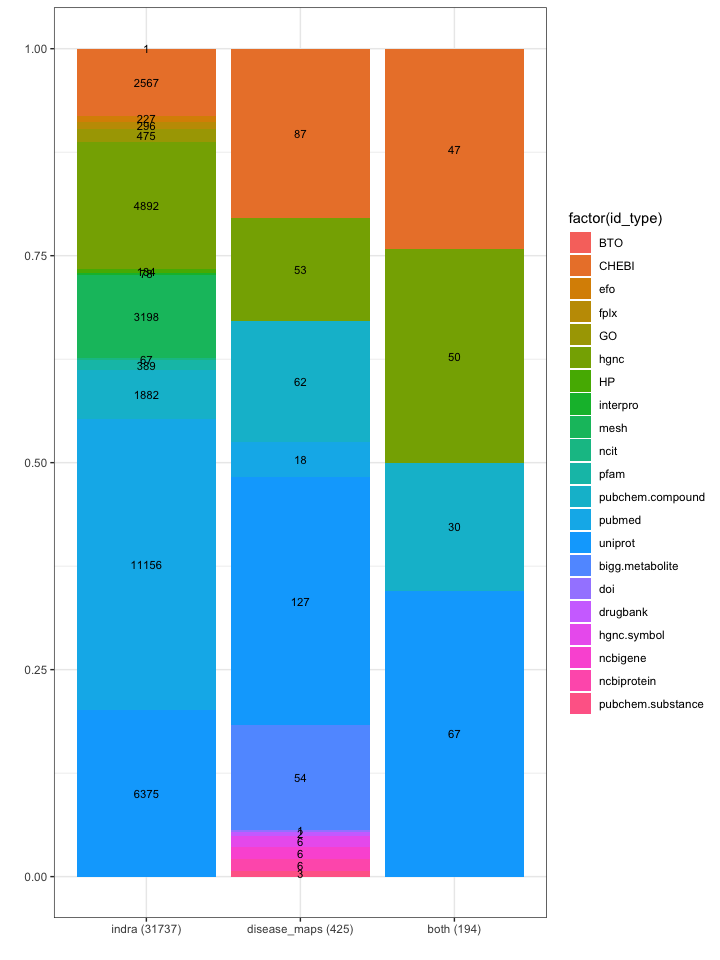 1.00
0.75
0.50
0.25
0.00
1
2567
227
296
475
4892
184
78
3198
67
389
1882
11156
6375
87
53
62
18
127
54
1
2
6
6
6
3
47
50
30
67
indra (31737)
disease_maps (425)
both (194)
factor(id_type)
BTO
CHEBI
efo
fplx
GO
hgnc
HP
interpro
mesh
ncit
pfam
pubchem.compound
pubmed
uniprot
bigg.metabolite
doi
drugbank
hgnc.symbol
ncbigene
ncbiprotein
pubchem.substance